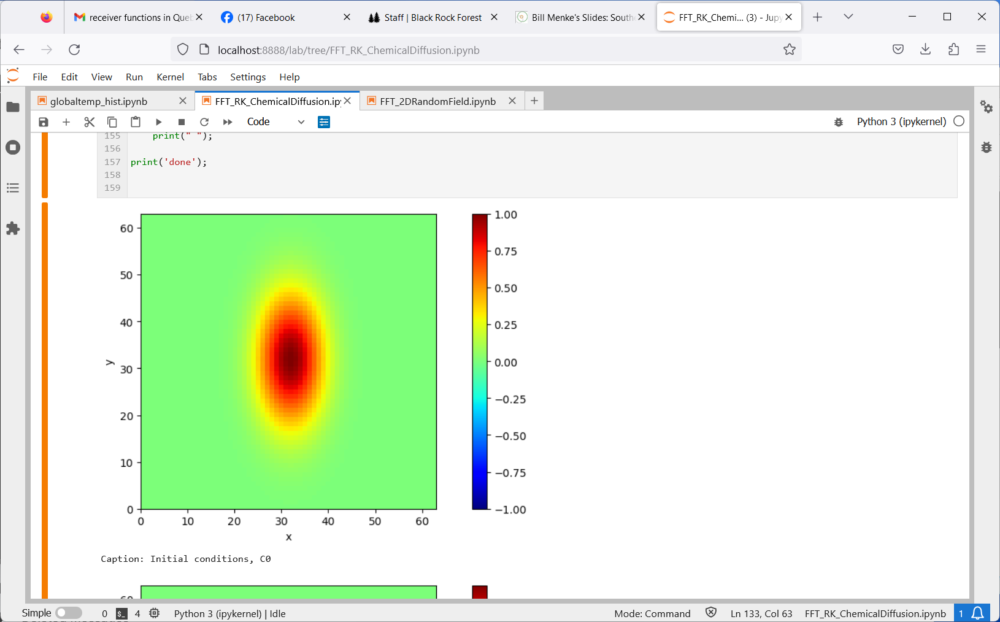 receiver functions in Queb
(17) Facebook
Staff | Black Rock Forest
Bill Menke's Slides: South
FFT_RK_Chemi... (3) - Jupy
localhost:8888/lab/tree/FFT_RK_ChemicalDiffusion.ipynb
File Edit View Run Kernel Tabs Settings Help
globaltemp_hist.ipynb
FFT_RK_ChemicalDiffusion.ipy
FFT_2DRandomField.ipynb
Code
Python 3 (ipykernel)
155 print(" ");
156
157 print('done');
158
159
60
50
40
30
20
10
0
y
0 10 20 30 40 50 60
x
1.00
0.75
0.50
0.25
0.00
−0.25
−0.50
−0.75
−1.00
Caption: Initial conditions, C0
60
Simple 0 $_ 4 Python 3 (ipykernel) | Idle
Mode: Command Ln 133, Col 63 FFT_RK_ChemicalDiffusion.ipynb 1